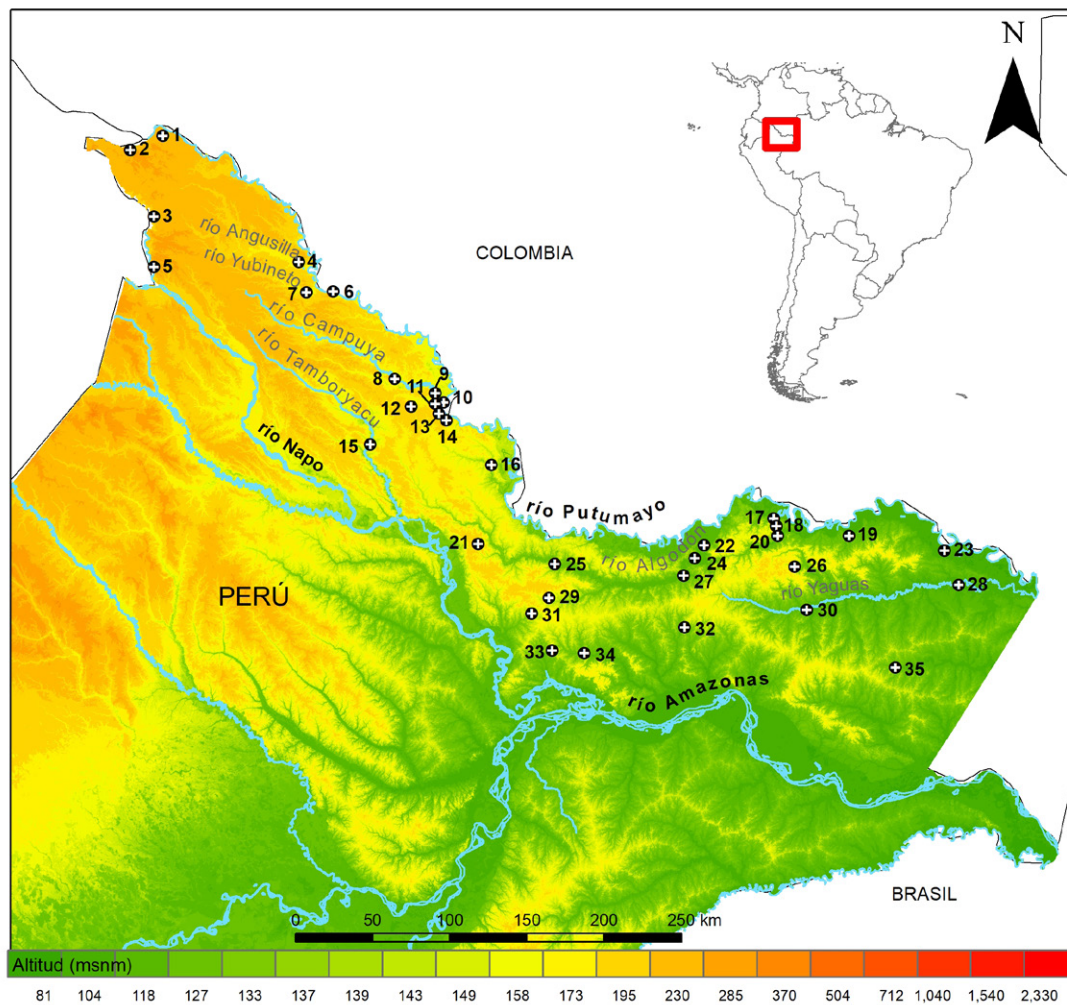 N
1
2
3
río Angusilla
4
COLOMBIA
río Yubineto
5
7
6
río Campuya
río Tamboryacu
9
8
11
10
12
13
14
15
río Napo
16
río Putumayo
17
18
río Algodón
19
20
21
22
23
24
25
26
27
río Yaguas
28
PERÚ
29
30
31
32
33
34
35
río Amazonas
BRASIL
0 50 100 150 200 250 km
Altitud (msnm)
81 104 118 127 133 137 139 143 149 158 173 195 230 285 370 504 712 1,040 1,540 2,330